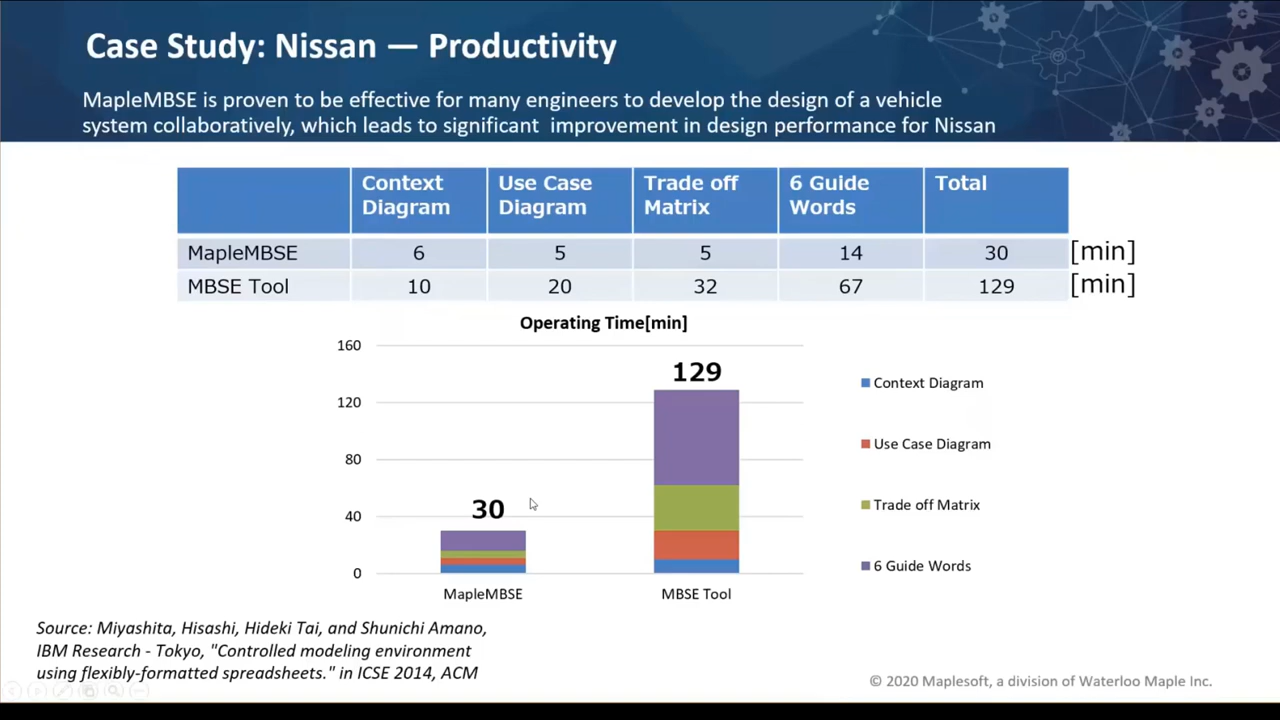 Case Study: Nissan — Productivity
MapleMBSE is proven to be effective for many engineers to develop the design of a vehicle
system collaboratively, which leads to significant improvement in design performance for Nissan
Context Diagram Use Case Diagram Trade off Matrix 6 Guide Words Total
MapleMBSE 6 5 5 14 30 [min]
MBSE Tool 10 20 32 67 129 [min]
Operating Time[min]
160
120
80
40
0
129
30
MapleMBSE MBSE Tool
Context Diagram
Use Case Diagram
Trade off Matrix
6 Guide Words
Source: Miyashita, Hisashi, Hideki Tai, and Shunichi Amano,
IBM Research - Tokyo, "Controlled modeling environment
using flexibly-formatted spreadsheets." in ICSE 2014, ACM
© 2020 Maplesoft, a division of Waterloo Maple Inc.